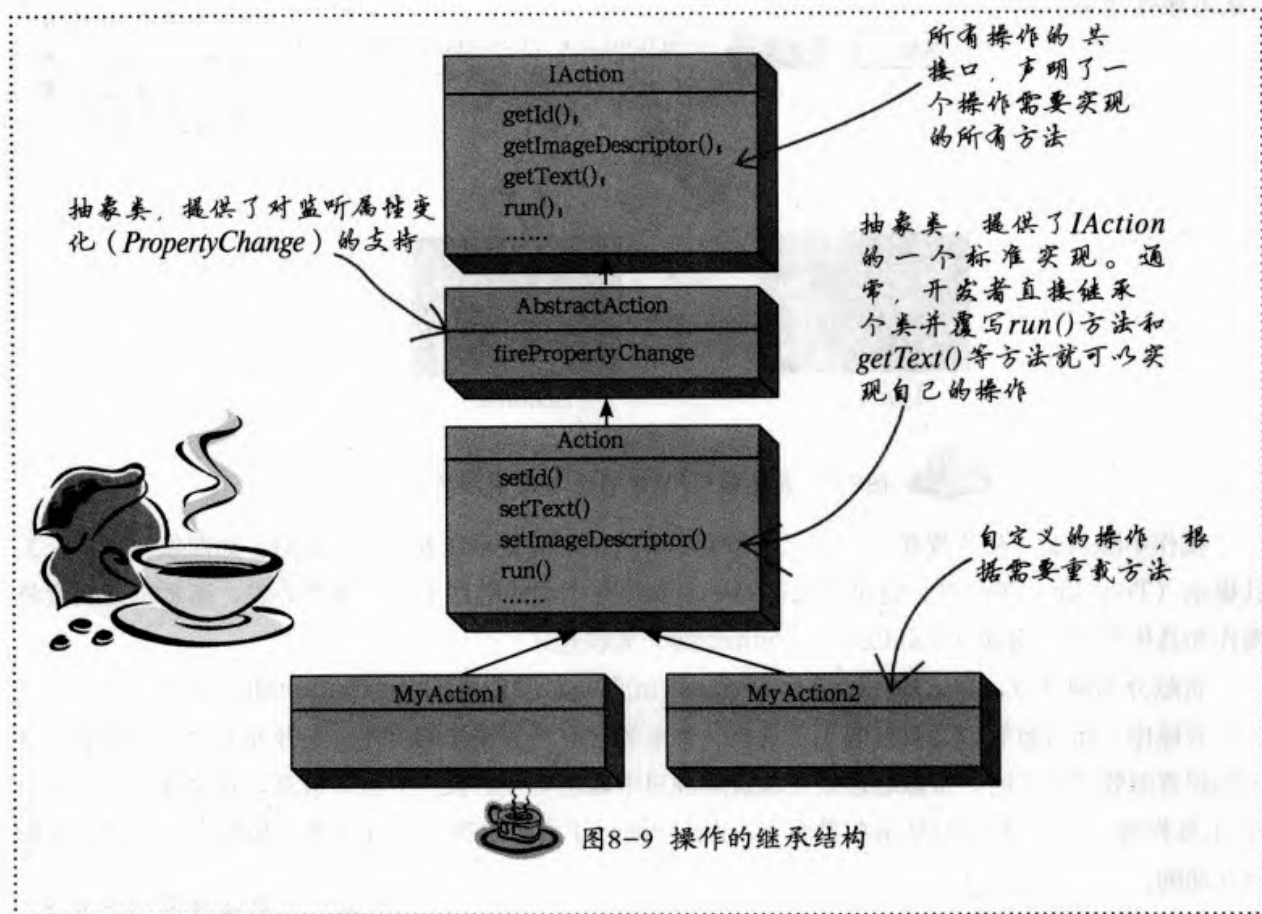 所有操作的 共
接口，声明了一
个操作需要实现
的所有方法
IAction
getId();
getImageDescriptor();
getText();
run();
……
抽象类，提供了对监听属性变
化（PropertyChange）的支持
AbstractAction
firePropertyChange
抽象类，提供了IAction
的一个标准实现。通
常，开发者直接继承
个类并覆写run()方法和
getText()等方法就可以实
现自己的操作
Action
setId()
setText()
setImageDescriptor()
run()
……
自定义的操作，根
据需要重载方法
MyAction1
MyAction2
图8-9 操作的继承结构